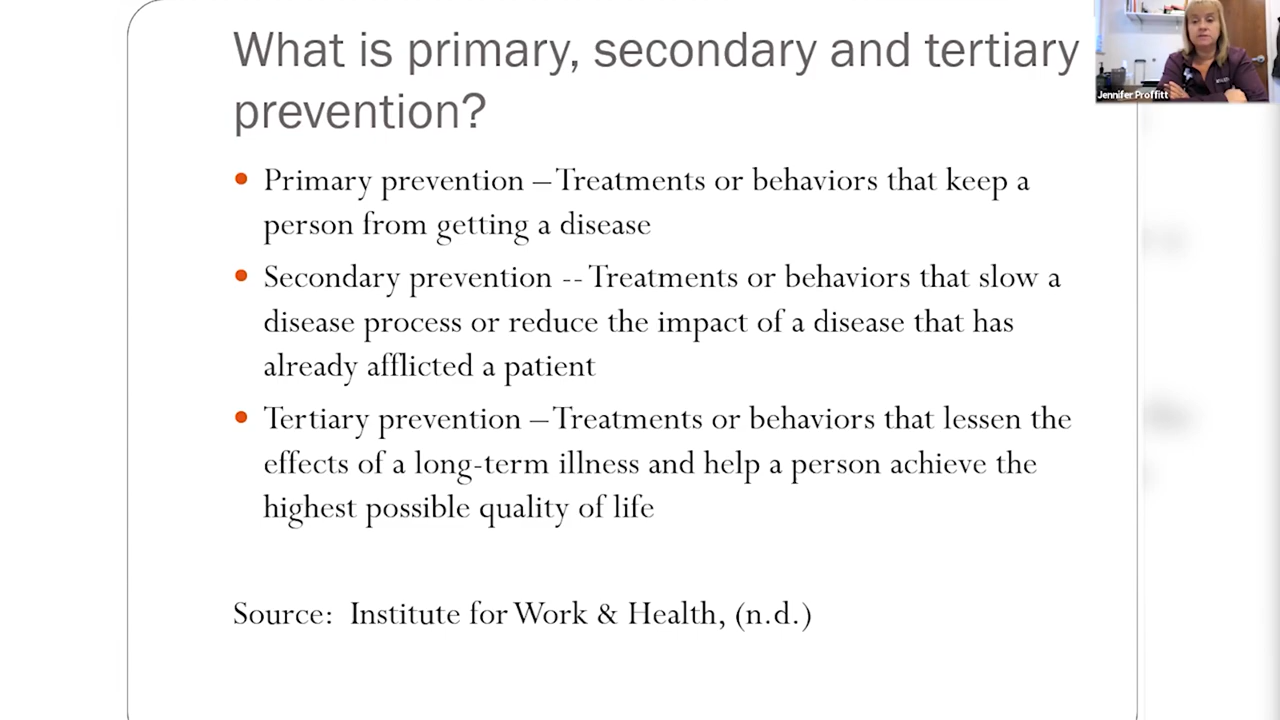 What is primary, secondary and tertiary
prevention?
Jennifer Proffitt
• Primary prevention – Treatments or behaviors that keep a
person from getting a disease
• Secondary prevention -- Treatments or behaviors that slow a
disease process or reduce the impact of a disease that has
already afflicted a patient
• Tertiary prevention – Treatments or behaviors that lessen the
effects of a long-term illness and help a person achieve the
highest possible quality of life
Source: Institute for Work & Health, (n.d.)